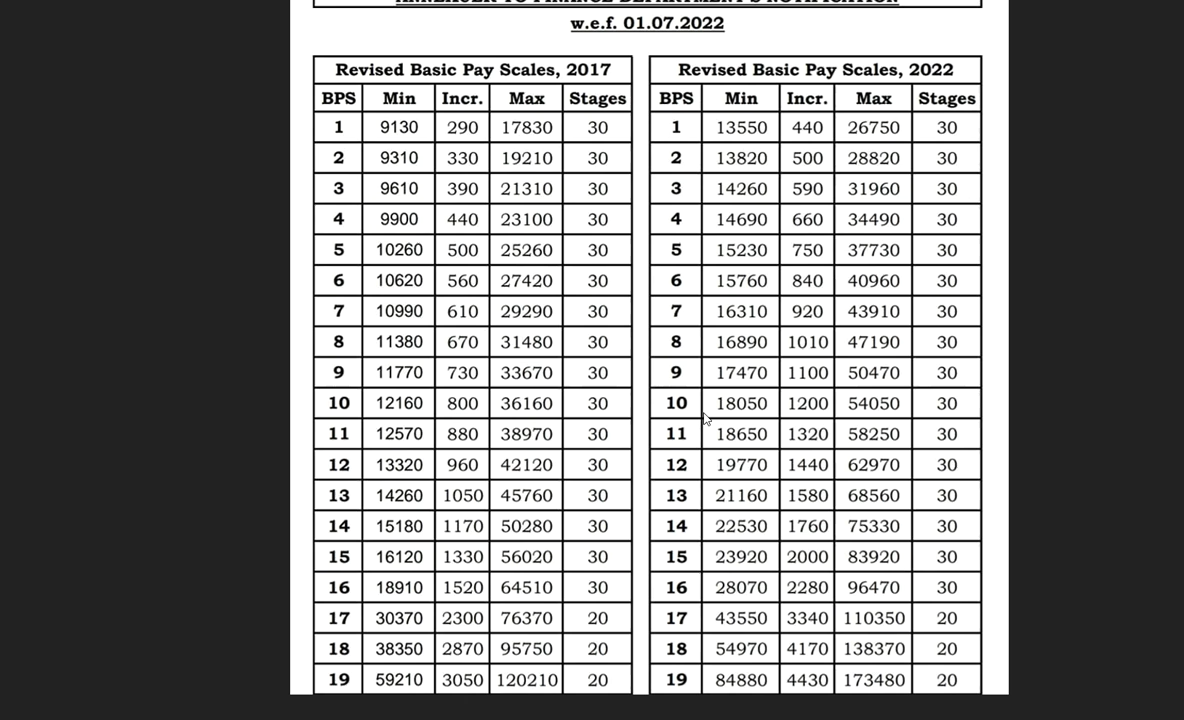 ANNEXURE TO FINANCE DEPARTMENT'S NOTIFICATION
w.e.f. 01.07.2022
Revised Basic Pay Scales, 2017 Revised Basic Pay Scales, 2022
BPS Min Incr. Max Stages BPS Min Incr. Max Stages
1 9130 290 17830 30 1 13550 440 26750 30
2 9310 330 19210 30 2 13820 500 28820 30
3 9610 390 21310 30 3 14260 590 31960 30
4 9900 440 23100 30 4 14690 660 34490 30
5 10260 500 25260 30 5 15230 750 37730 30
6 10620 560 27420 30 6 15760 840 40960 30
7 10990 610 29290 30 7 16310 920 43910 30
8 11380 670 31480 30 8 16890 1010 47190 30
9 11770 730 33670 30 9 17470 1100 50470 30
10 12160 800 36160 30 10 18050 1200 54050 30
11 12570 880 38970 30 11 18650 1320 58250 30
12 13320 960 42120 30 12 19770 1440 62970 30
13 14260 1050 45760 30 13 21160 1580 68560 30
14 15180 1170 50280 30 14 22530 1760 75330 30
15 16120 1330 56020 30 15 23920 2000 83920 30
16 18910 1520 64510 30 16 28070 2280 96470 30
17 30370 2300 76370 20 17 43550 3340 110350 20
18 38350 2870 95750 20 18 54970 4170 138370 20
19 59210 3050 120210 20 19 84880 4430 173480 20